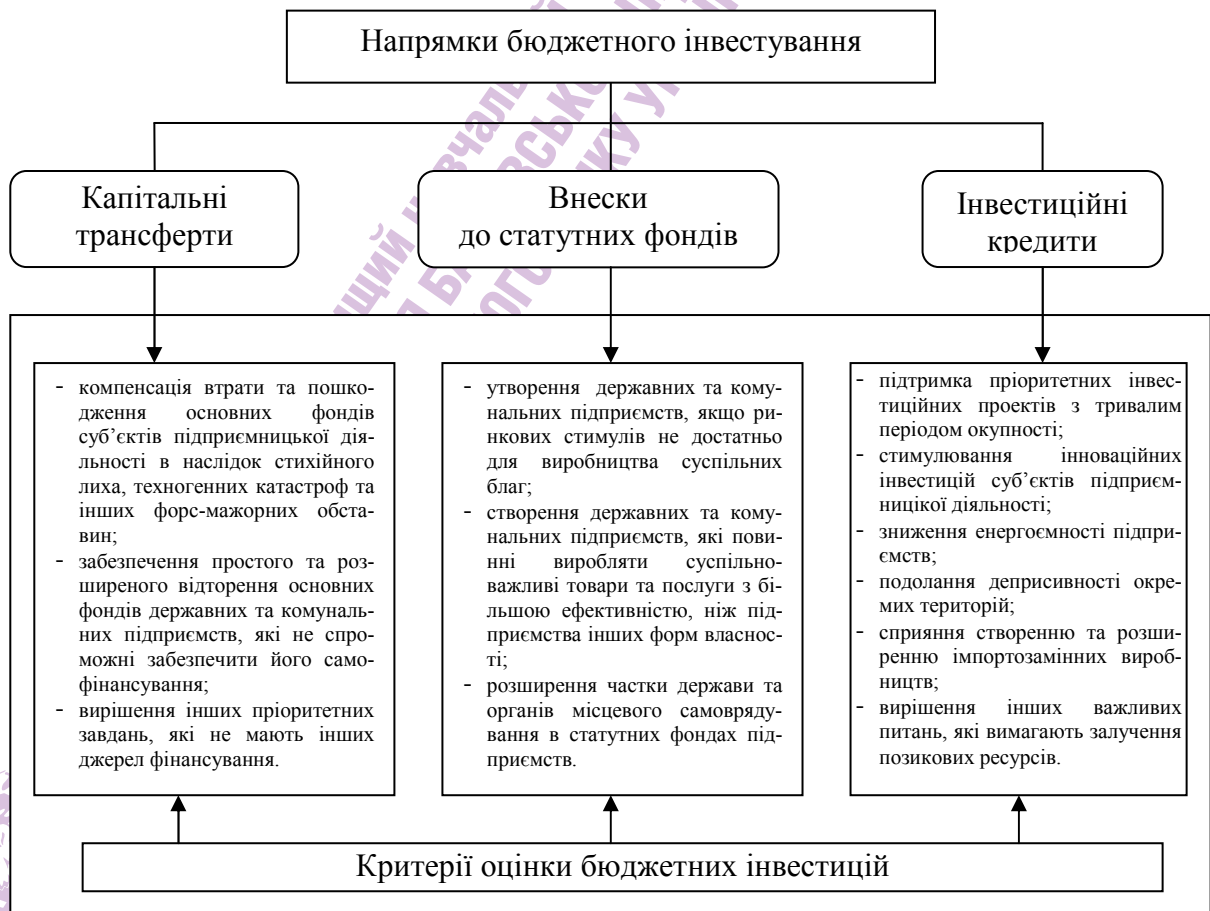 Напрямки бюджетного інвестування
Капітальні
трансферти
Внески
до статутних фондів
Інвестиційні
кредити
- компенсація втрати та пошко-
дження основних фондів
суб’єктів підприємницької дія-
льності в наслідок стихійного
лиха, техногенних катастроф та
інших форс-мажорних обста-
вин;
- забезпечення простого та роз-
ширеного відторення основних
фондів державних та комуналь-
них підприємств, які не спро-
можні забезпечити його само-
фінансування;
- вирішення інших пріоритетних
завдань, які не мають інших
джерел фінансування.
- утворення державних та кому-
нальних підприємств, якщо ри-
нкових стимулів не достатньо
для виробництва суспільних
благ;
- створення державних та кому-
нальних підприємств, які повин-
ні виробляти суспільно-
важливі товари та послуги з бі-
льшою ефективністю, ніж під-
приємства інших форм власнос-
ті;
- розширення частки держави та
органів місцевого самовряду-
вання в статутних фондах під-
приємств.
- підтримка пріоритетних інвес-
тиційних проектів з тривалим
періодом окупності;
- стимулювання інноваційних
інвестицій суб’єктів підприєм-
ницікої діяльності;
- зниження енергоємності підпри-
ємств;
- подолання деприсивності окре-
мих територій;
- сприяння створенню та розши-
ренню імпортозамінних вироб-
ництв;
- вирішення інших важливих
питань, які вимагають залучення
позикових ресурсів.
Критерії оцінки бюджетних інвестицій